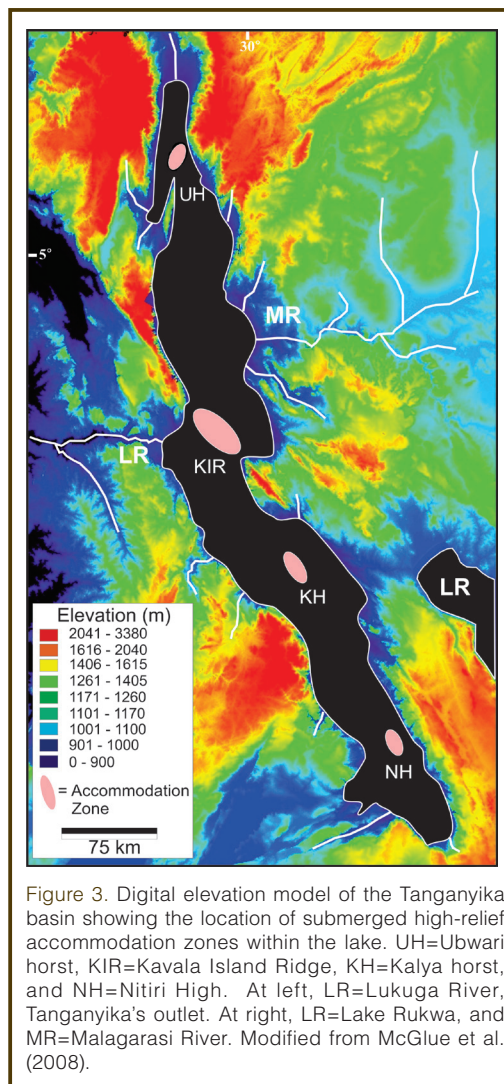 30°
UH
5°
MR
LR
KIR
KH
LR
NH
Elevation (m)
2041 - 3380
1616 - 2040
1406 - 1615
1261 - 1405
1171 - 1260
1101 - 1170
1001 - 1100
901 - 1000
0 - 900
= Accommodation
Zone
75 km
Figure 3. Digital elevation model of the Tanganyika
basin showing the location of submerged high-relief
accommodation zones within the lake. UH=Ubwari
horst, KIR=Kavala Island Ridge, KH=Kalya horst,
and NH=Nitiri High. At left, LR=Lukuga River,
Tanganyika's outlet. At right, LR=Lake Rukwa, and
MR=Malagarasi River. Modified from McGlue et al.
(2008).